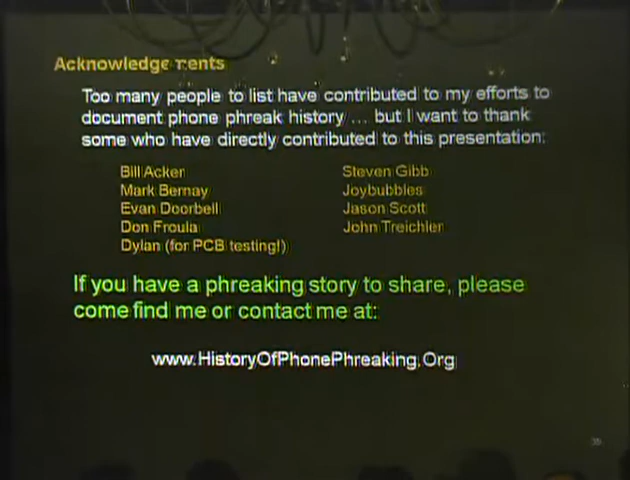 Acknowledgements
Too many people to list have contributed to my efforts to
document phone phreak history ... but I want to thank
some who have directly contributed to this presentation:
Bill Acker
Mark Bernay
Evan Doorbell
Don Froula
Dylan (for PCB testing!)
Steven Gibb
Joybubbles
Jason Scott
John Treichler
If you have a phreaking story to share, please
come find me or contact me at:
www.HistoryOfPhonePhreaking.Org